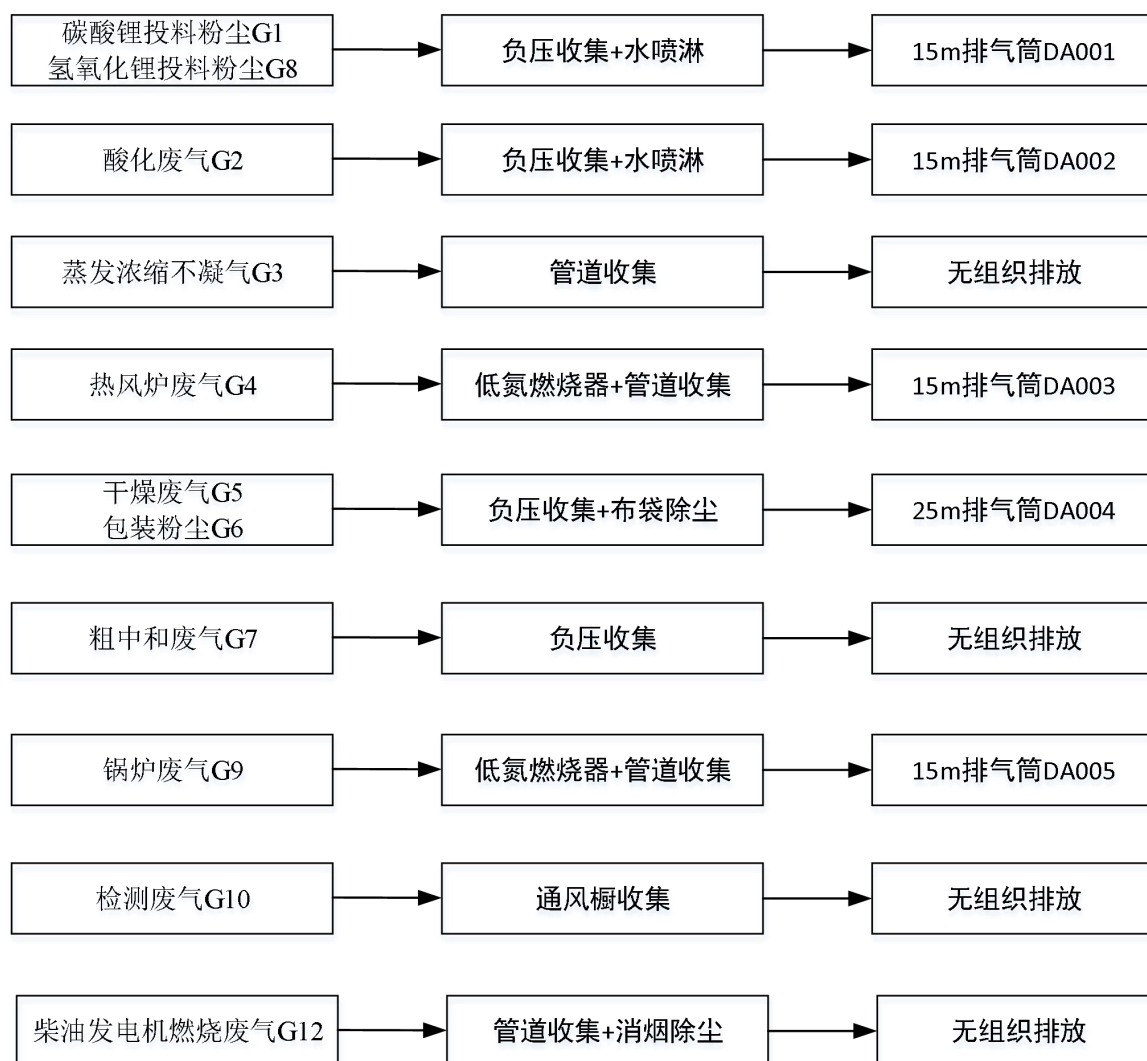 碳酸锂投料粉尘G1
氢氧化锂投料粉尘G8
负压收集+水喷淋
15m排气筒DA001
酸化废气G2
负压收集+水喷淋
15m排气筒DA002
蒸发浓缩不凝气G3
管道收集
无组织排放
热风炉废气G4
低氮燃烧器+管道收集
15m排气筒DA003
干燥废气G5
包装粉尘G6
负压收集+布袋除尘
25m排气筒DA004
粗中和废气G7
负压收集
无组织排放
锅炉废气G9
低氮燃烧器+管道收集
15m排气筒DA005
检测废气G10
通风橱收集
无组织排放
柴油发电机燃烧废气G12
管道收集+消烟除尘
无组织排放